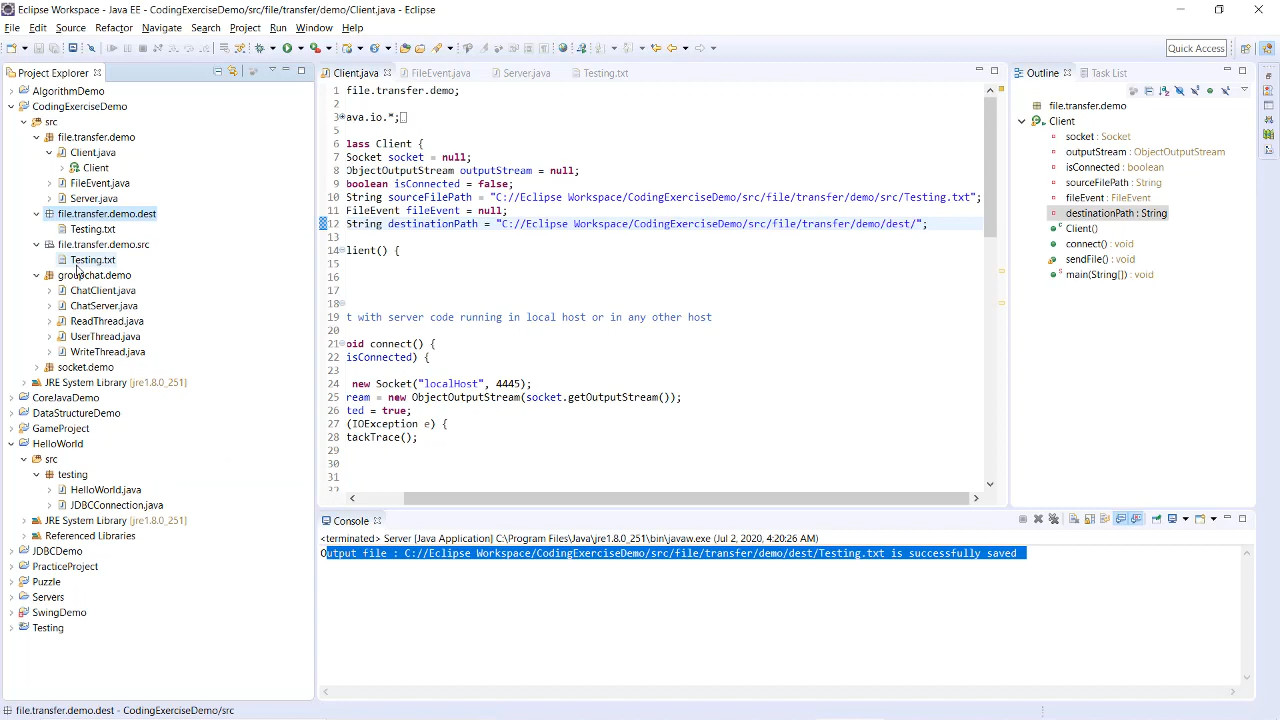 Eclipse Workspace - Java EE - CodingExerciseDemo/src/file/transfer/demo/Client.java - Eclipse
File Edit Source Refactor Navigate Search Project Run Window Help
Quick Access
Project Explorer
AlgorithmDemo
CodingExerciseDemo
src
file.transfer.demo
Client.java
Client
FileEvent.java
Server.java
file.transfer.demo.dest
Testing.txt
file.transfer.demo.src
Testing.txt
groupchat.demo
ChatClient.java
ChatServer.java
ReadThread.java
UserThread.java
WriteThread.java
socket.demo
JRE System Library [jre1.8.0_251]
CoreJavaDemo
DataStructureDemo
GameProject
HelloWorld
src
testing
HelloWorld.java
JDBCConnection.java
JRE System Library [jre1.8.0_251]
Referenced Libraries
JDBCDemo
PracticeProject
Puzzle
Servers
SwingDemo
Testing
Client.java FileEvent.java Server.java Testing.txt
1 file.transfer.demo;
2
3 ava.io.*;
5
6 lass Client {
7 Socket socket = null;
8 ObjectOutputStream outputStream = null;
9 boolean isConnected = false;
10 String sourceFilePath = "C://Eclipse Workspace/CodingExerciseDemo/src/file/transfer/demo/src/Testing.txt";
11 FileEvent fileEvent = null;
12 String destinationPath = "C://Eclipse Workspace/CodingExerciseDemo/src/file/transfer/demo/dest/";
13
14 lient() {
15
16
17
18
19 t with server code running in local host or in any other host
20
21 oid connect() {
22 isConnected) {
23
24 new Socket("localHost", 4445);
25 ream = new ObjectOutputStream(socket.getOutputStream());
26 ted = true;
27 (IOException e) {
28 tackTrace();
29
30
31
32
Outline Task List
file.transfer.demo
Client
socket : Socket
outputStream : ObjectOutputStream
isConnected : boolean
sourceFilePath : String
fileEvent : FileEvent
destinationPath : String
Client()
connect() : void
sendFile() : void
main(String[]) : void
Console
<terminated> Server [Java Application] C:\Program Files\Java\jre1.8.0_251\bin\javaw.exe (Jul 2, 2020, 4:20:26 AM)
Output file : C://Eclipse Workspace/CodingExerciseDemo/src/file/transfer/demo/dest/Testing.txt is successfully saved
file.transfer.demo.dest - CodingExerciseDemo/src